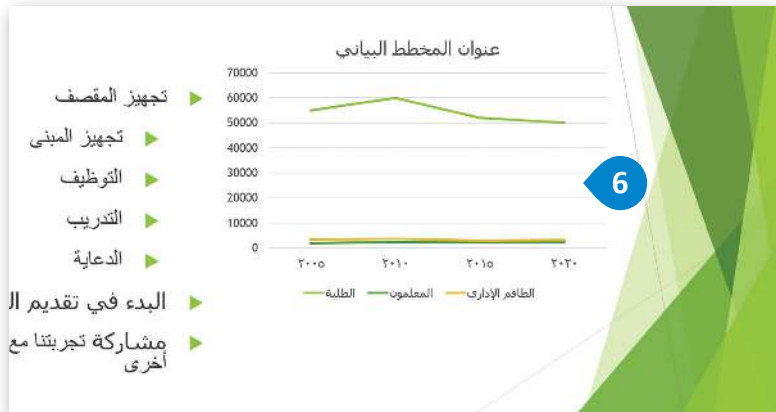 عنوان المخطط البياني
70000
60000
50000
40000
30000
20000
10000
0
٢٠٠٥ ٢٠١٠ ٢٠١٥ ٢٠٢٠
الطلبة المعلمون الطاقم الإداري
6
تجهيز المقصف
تجهيز المبنى
التوظيف
التدريب
الدعاية
البدء في تقديم ال
مشاركة تجربتنا مع
أخرى